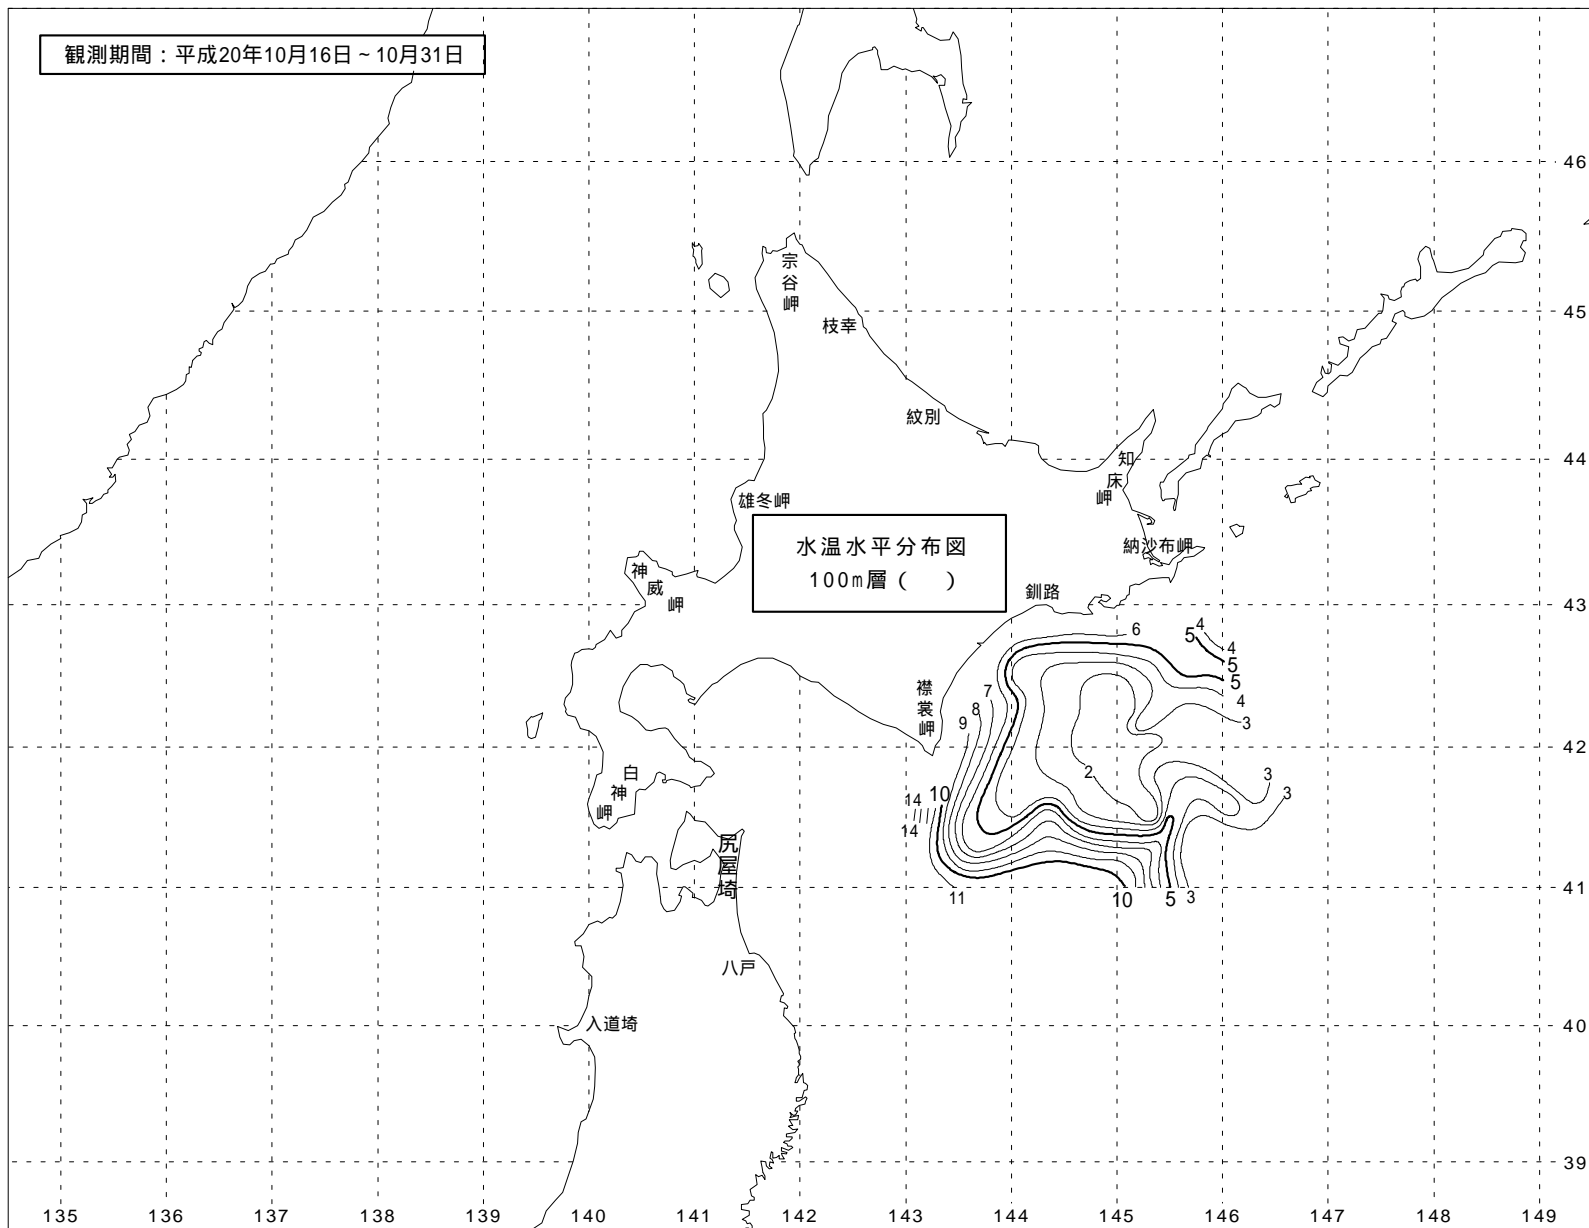 観測期間：平成20年10月16日～10月31日
46
宗谷岬
45
枝幸
紋別
44
知床岬
雄冬岬
水温水平分布図
100m層（　）
納沙布岬
神威岬
釧路
43
6
5
4
4
5
5
4
3
襟裳岬
7
8
9
42
白神岬
2
3
3
14
10
14
尻屋埼
41
11
10
5
3
八戸
入道埼
40
39
135 136 137 138 139 140 141 142 143 144 145 146 147 148 149